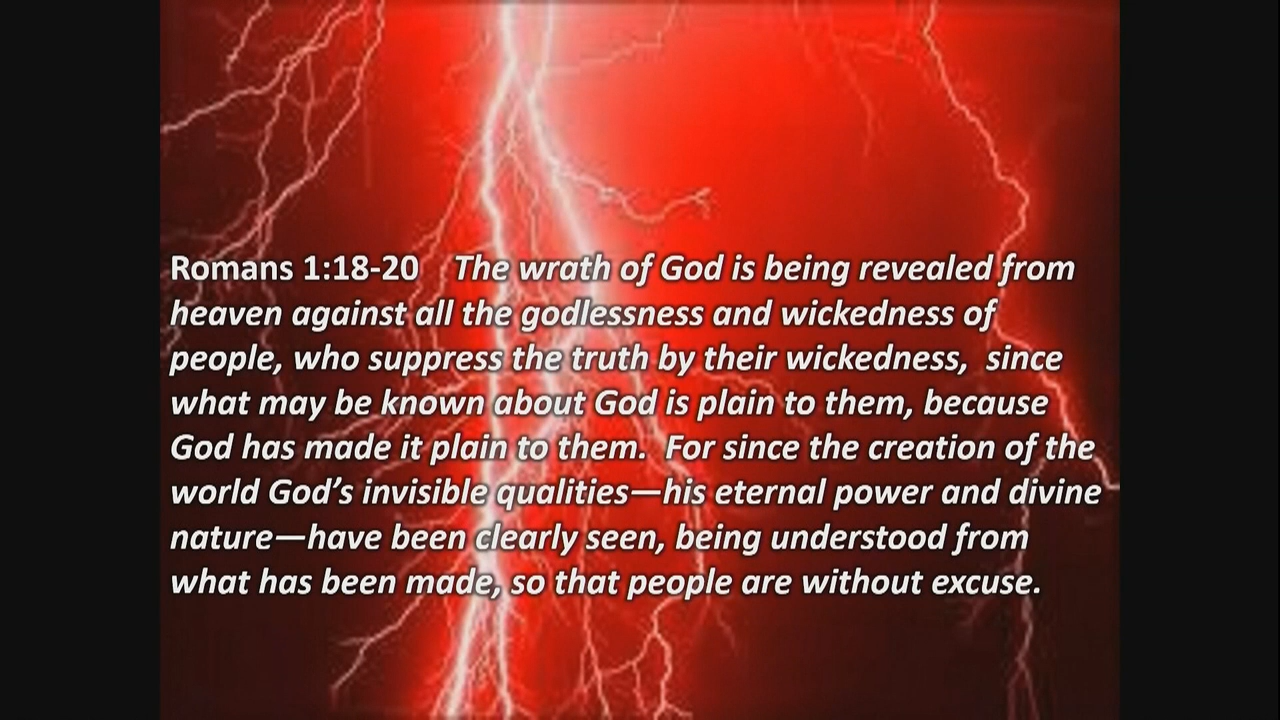 Romans 1:18-20 The wrath of God is being revealed from
heaven against all the godlessness and wickedness of
people, who suppress the truth by their wickedness, since
what may be known about God is plain to them, because
God has made it plain to them. For since the creation of the
world God’s invisible qualities—his eternal power and divine
nature—have been clearly seen, being understood from
what has been made, so that people are without excuse.